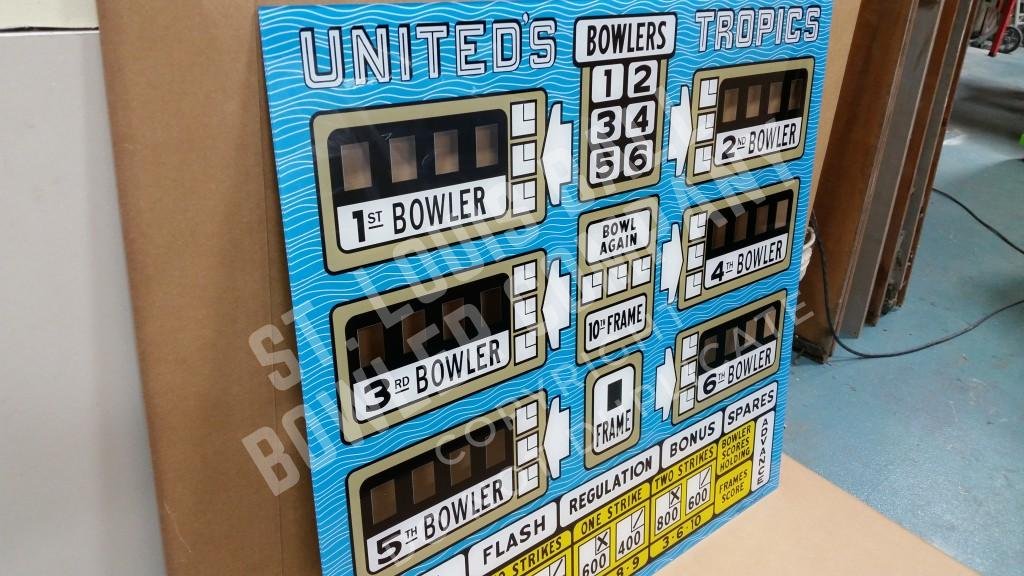 UNITED'S
BOWLERS
TROPICS
1 2
3 4
5 6
1ST BOWLER
2ND BOWLER
BOWL
AGAIN
3RD BOWLER
4TH BOWLER
10TH FRAME
5TH BOWLER
6TH BOWLER
FRAME
FLASH
REGULATION
BONUS
SPARES
STRIKES
ONE STRIKE
TWO STRIKES
BOWLER
SCORES
HOLDING
FRAMES
SCORE
ADVANCE
X
600
/
400
X
800
/
600
8-9
3-6-10
ST. LOUIS
BOWLER
COPYRIGHT
DUPLICATE